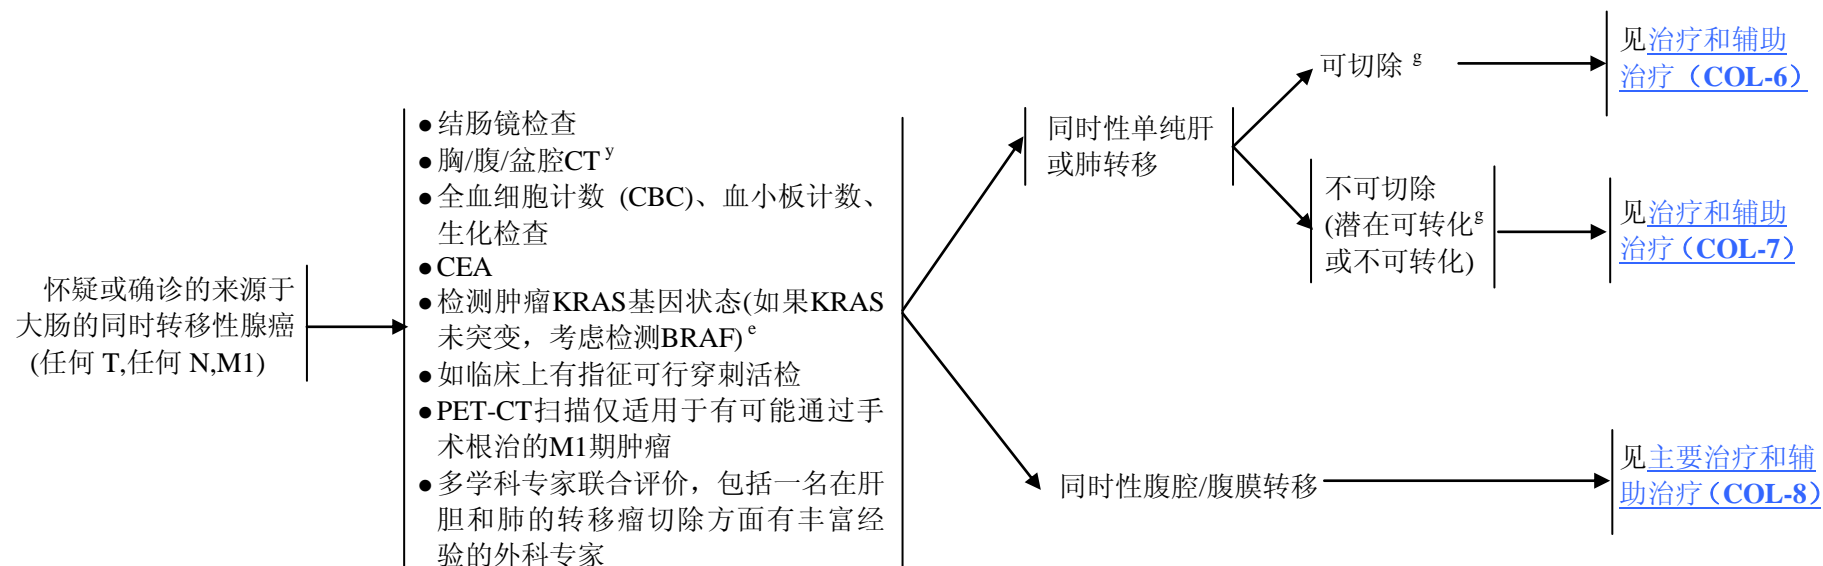 怀疑或确诊的来源于
大肠的同时转移性腺癌
(任何 T,任何 N,M1)
●结肠镜检查
●胸/腹/盆腔CT y
●全血细胞计数 (CBC)、血小板计数、
生化检查
●CEA
●检测肿瘤KRAS基因状态(如果KRAS
未突变，考虑检测BRAF) e
●如临床上有指征可行穿刺活检
●PET-CT扫描仅适用于有可能通过手
术根治的M1期肿瘤
●多学科专家联合评价，包括一名在肝
胆和肺的转移瘤切除方面有丰富经
验的外科专家
同时性单纯肝
或肺转移
可切除 g
见治疗和辅助
治疗（COL-6）
不可切除
(潜在可转化g
或不可转化)
见治疗和辅助
治疗（COL-7）
同时性腹腔/腹膜转移
见主要治疗和辅
助治疗（COL-8）